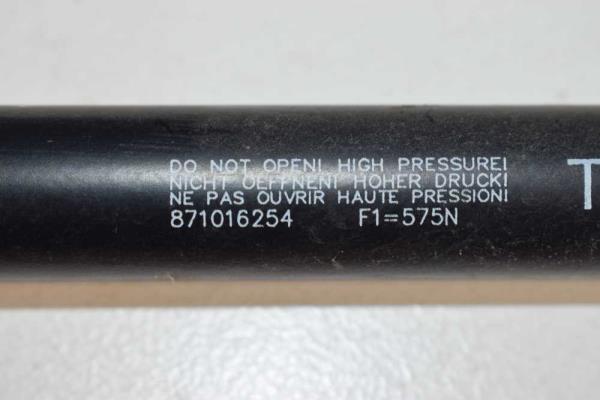 DO NOT OPEN! HIGH PRESSURE!
NICHT OEFFNEN! HOHER DRUCK!
NE PAS OUVRIR HAUTE PRESSION!
871016254 F1=575N
T